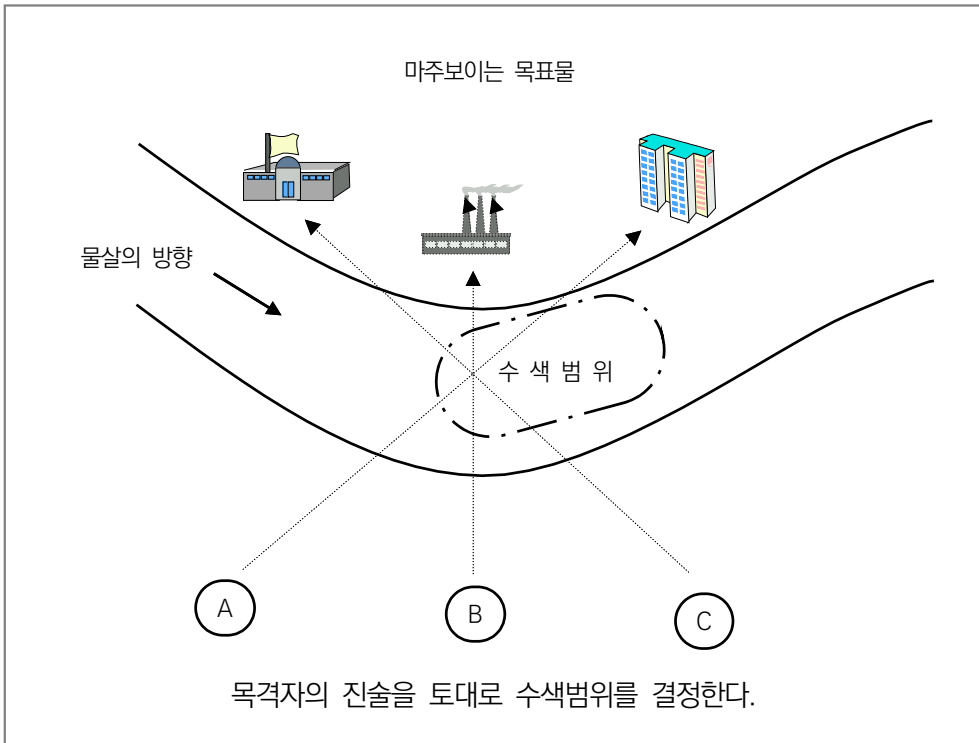 마주보이는 목표물
물살의 방향
수 색 범 위
A
B
C
목격자의 진술을 토대로 수색범위를 결정한다.